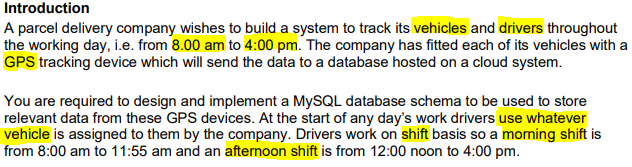 Introduction
A parcel delivery company wishes to build a system to track its vehicles and drivers throughout
the working day, i.e. from 8.00 am to 4:00 pm. The company has fitted each of its vehicles with a
GPS tracking device which will send the data to a database hosted on a cloud system.
You are required to design and implement a MySQL database schema to be used to store
relevant data from these GPS devices. At the start of any day's work drivers use whatever
vehicle is assigned to them by the company. Drivers work on shift basis so a morning shift is
from 8:00 am to 11:55 am and an afternoon shift is from 12:00 noon to 4:00 pm.